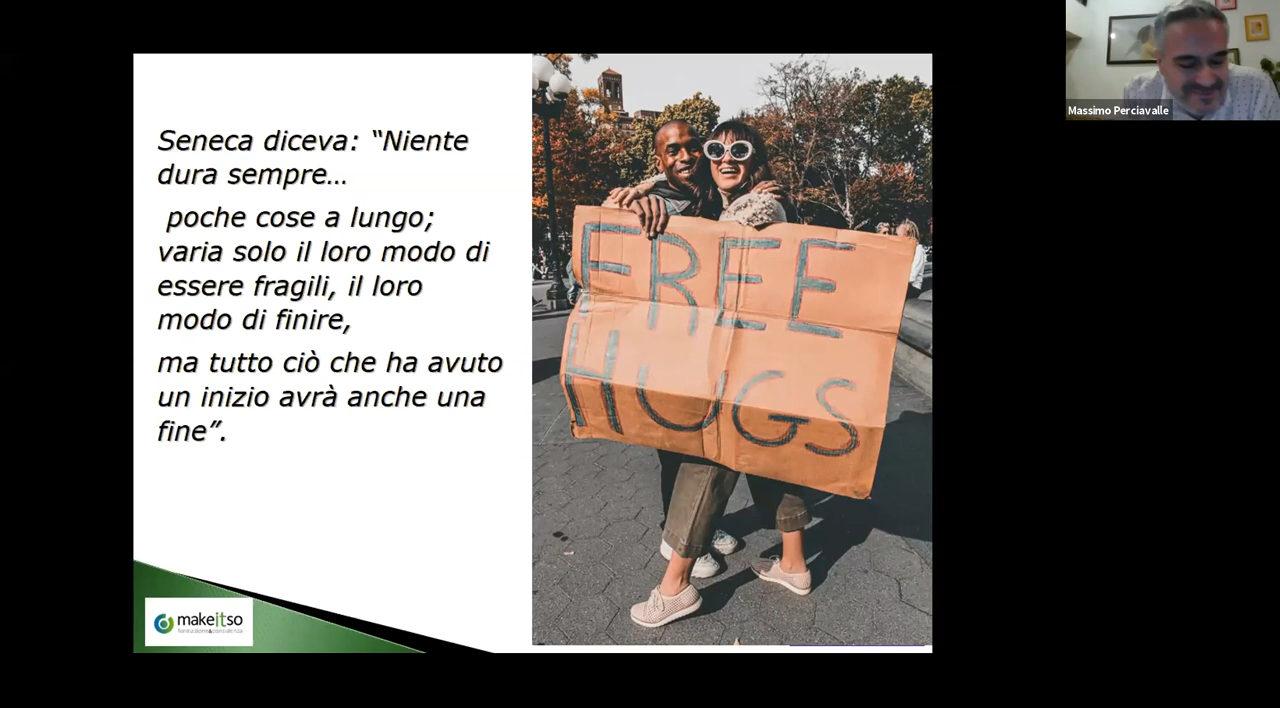 Massimo Perciavalle
Seneca diceva: “Niente
dura sempre…
poche cose a lungo;
varia solo il loro modo di
essere fragili, il loro
modo di finire,
ma tutto ciò che ha avuto
un inizio avrà anche una
fine”.
FREE
HUGS
makeitso
formazione&consulenza